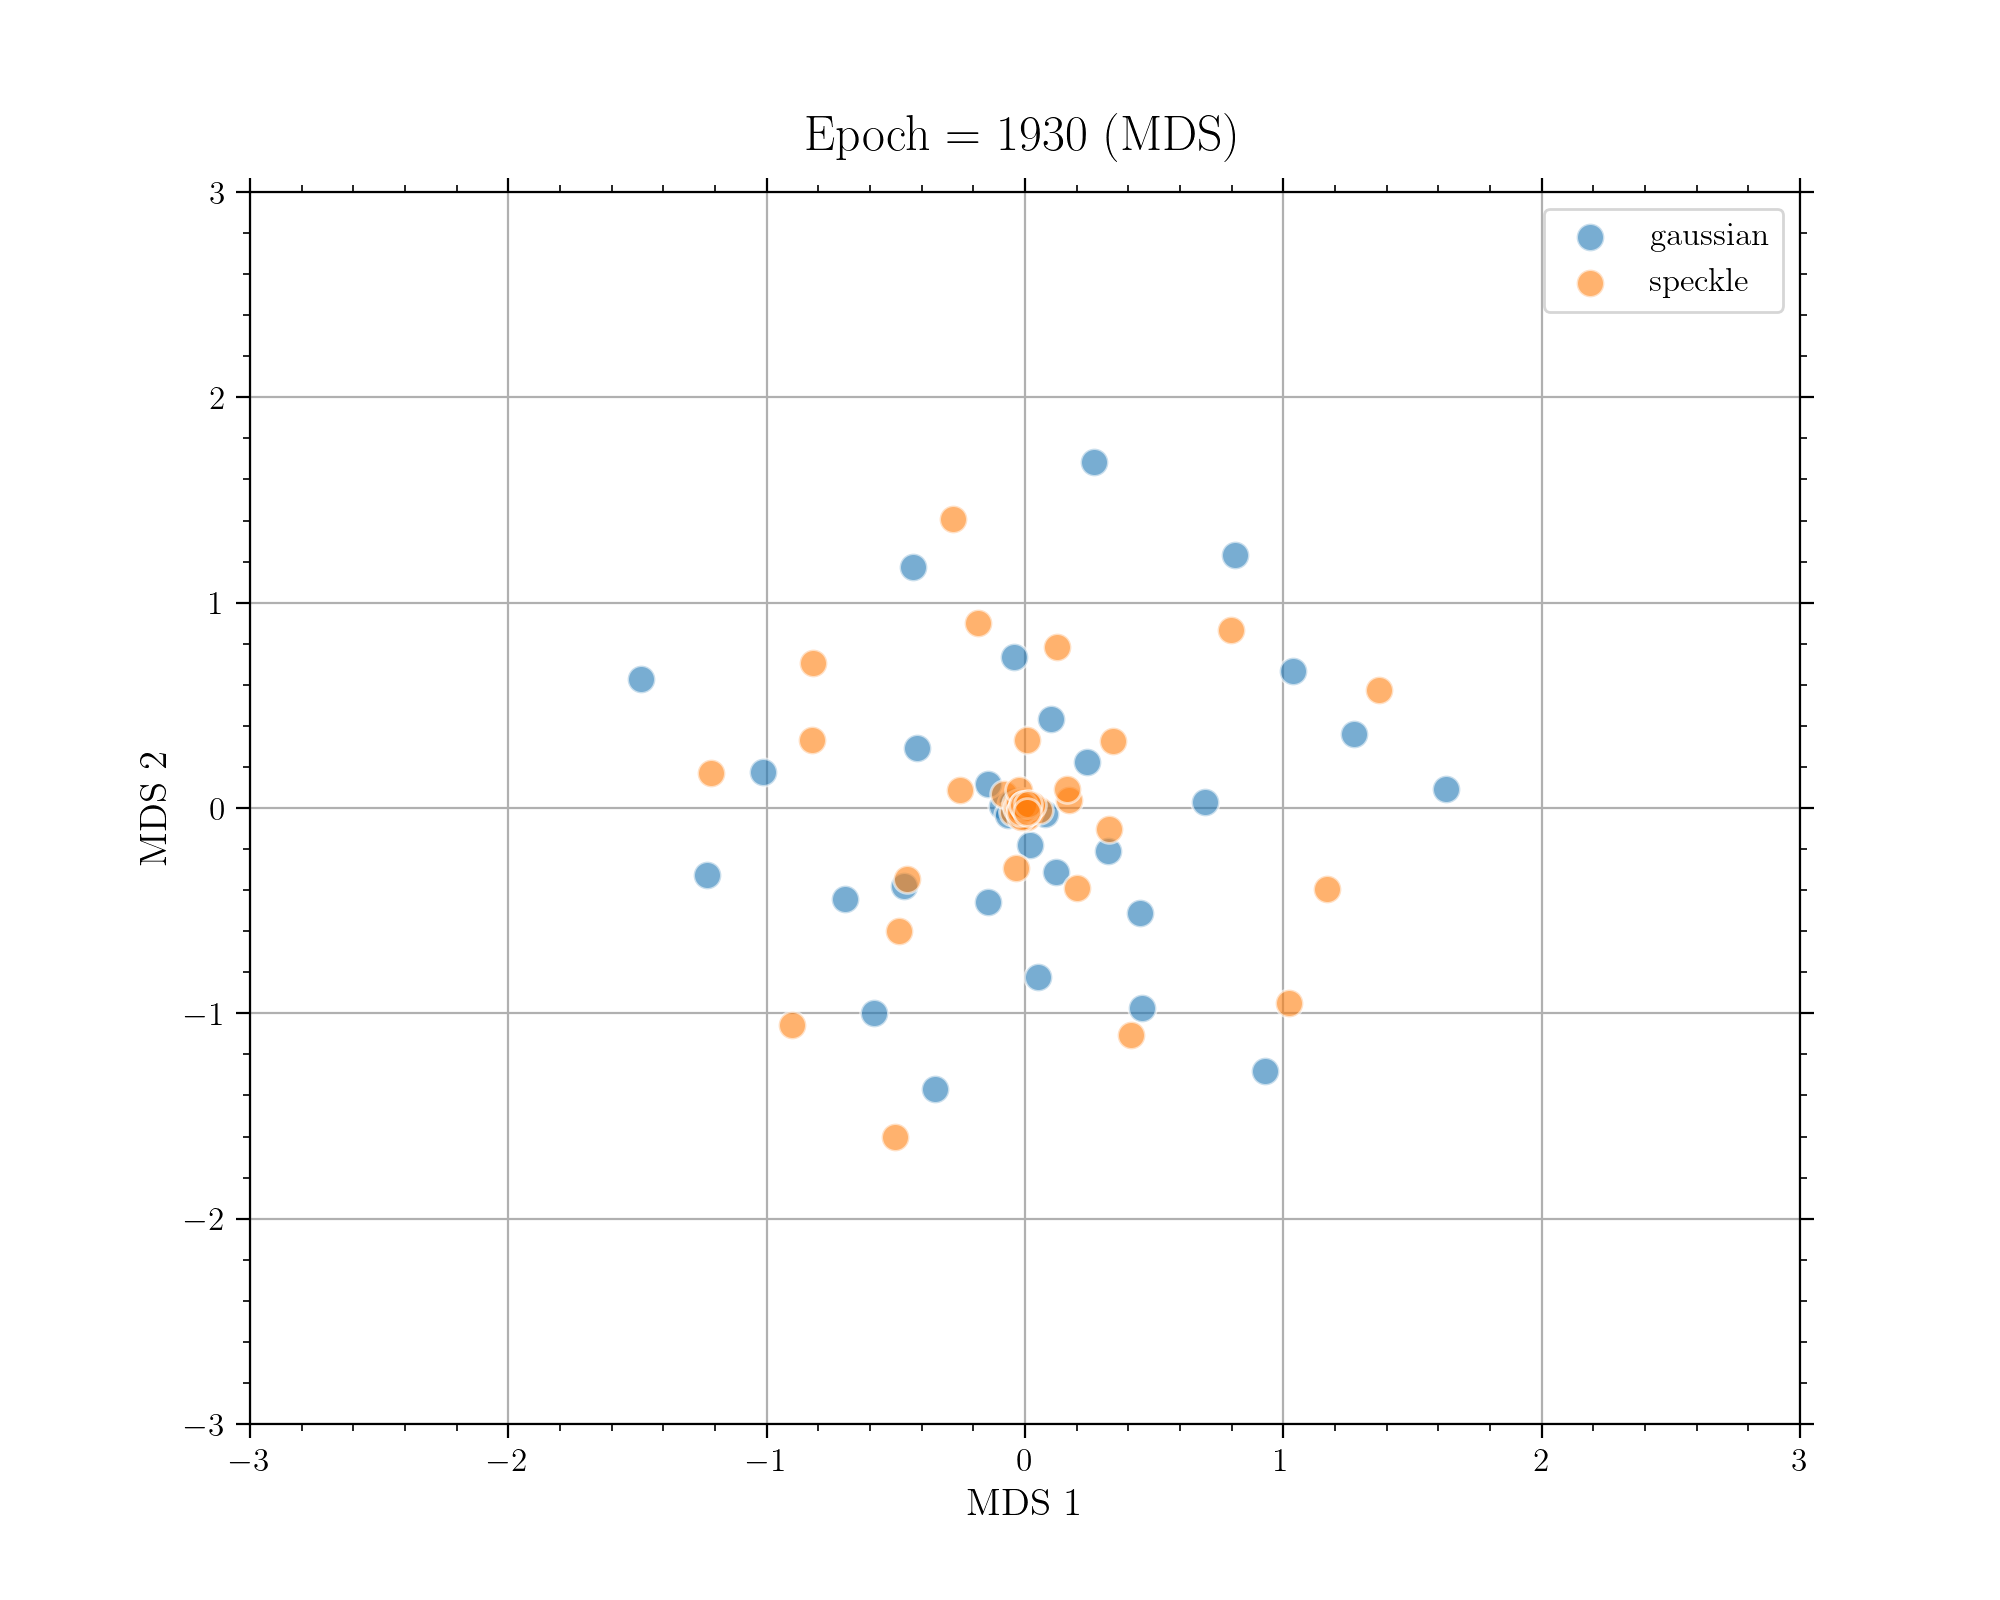 Epoch = 1930 (MDS)
gaussian
speckle
3
2
1
0
−1
−2
−3
MDS 2
−3 −2 −1 0 1 2 3
MDS 1